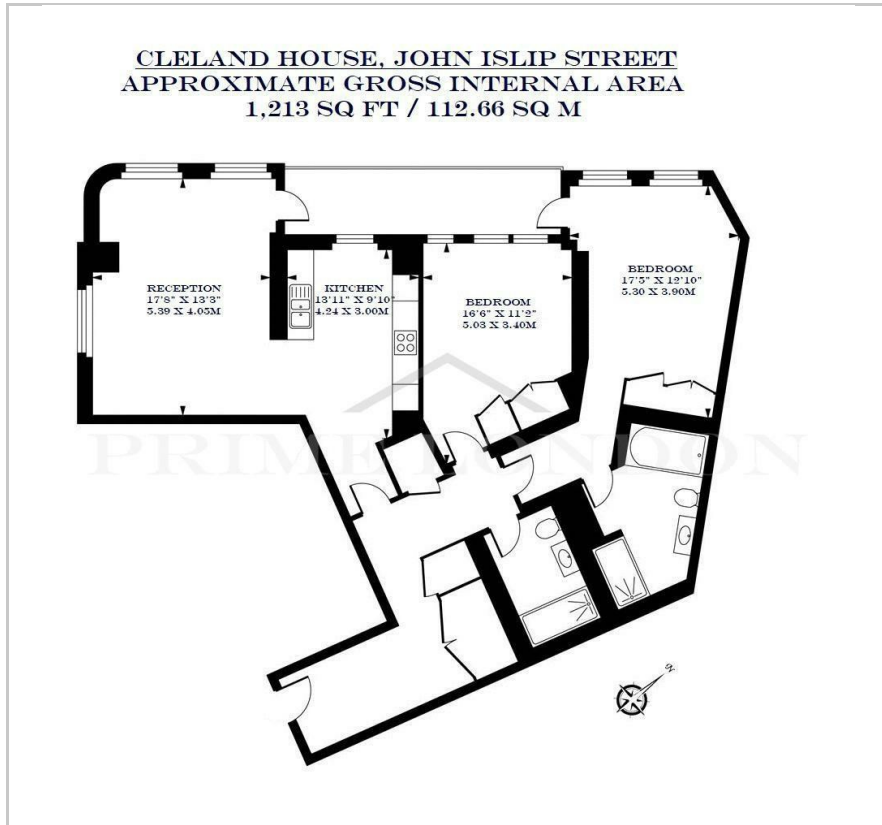 CLELAND HOUSE, JOHN ISLIP STREET
APPROXIMATE GROSS INTERNAL AREA
1,213 SQ FT / 112.66 SQ M
RECEPTION
17'8" X 13'3"
5.39 X 4.05M
KITCHEN
13'11" X 9'10"
4.24 X 3.00M
BEDROOM
16'6" X 11'2"
5.03 X 3.40M
BEDROOM
17'5" X 12'10"
5.30 X 3.90M
PRIME LONDON
N